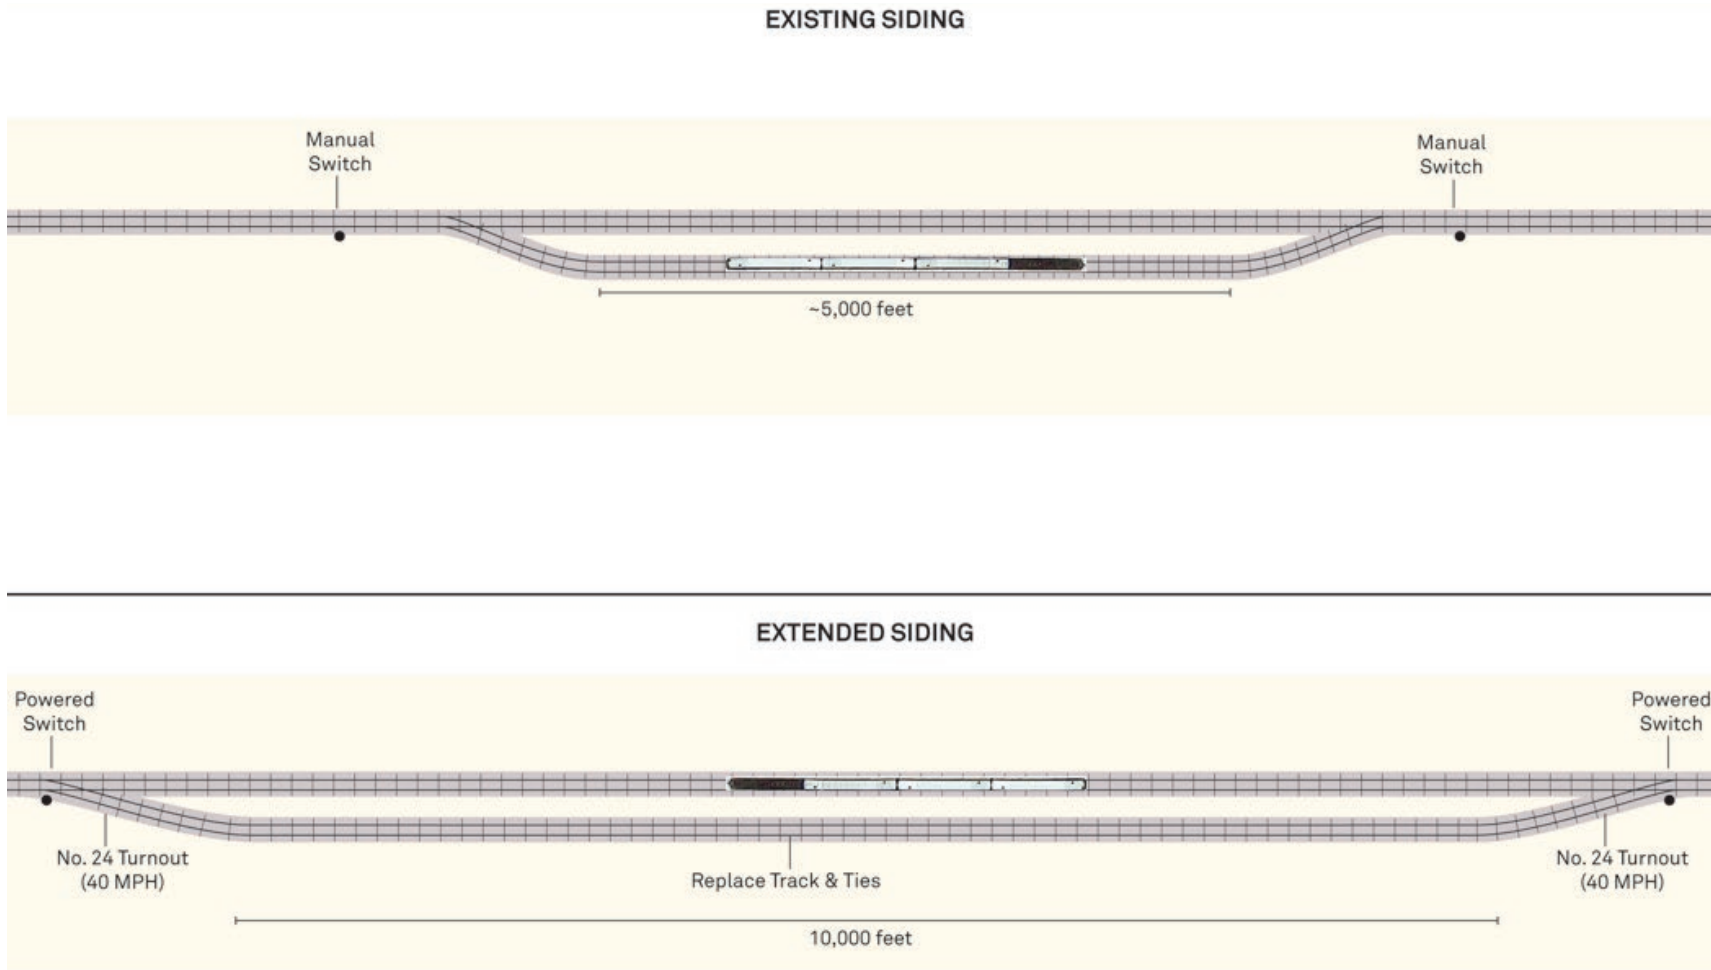 EXISTING SIDING
Manual
Switch
Manual
Switch
~5,000 feet
EXTENDED SIDING
Powered
Switch
Powered
Switch
No. 24 Turnout
(40 MPH)
Replace Track & Ties
No. 24 Turnout
(40 MPH)
10,000 feet